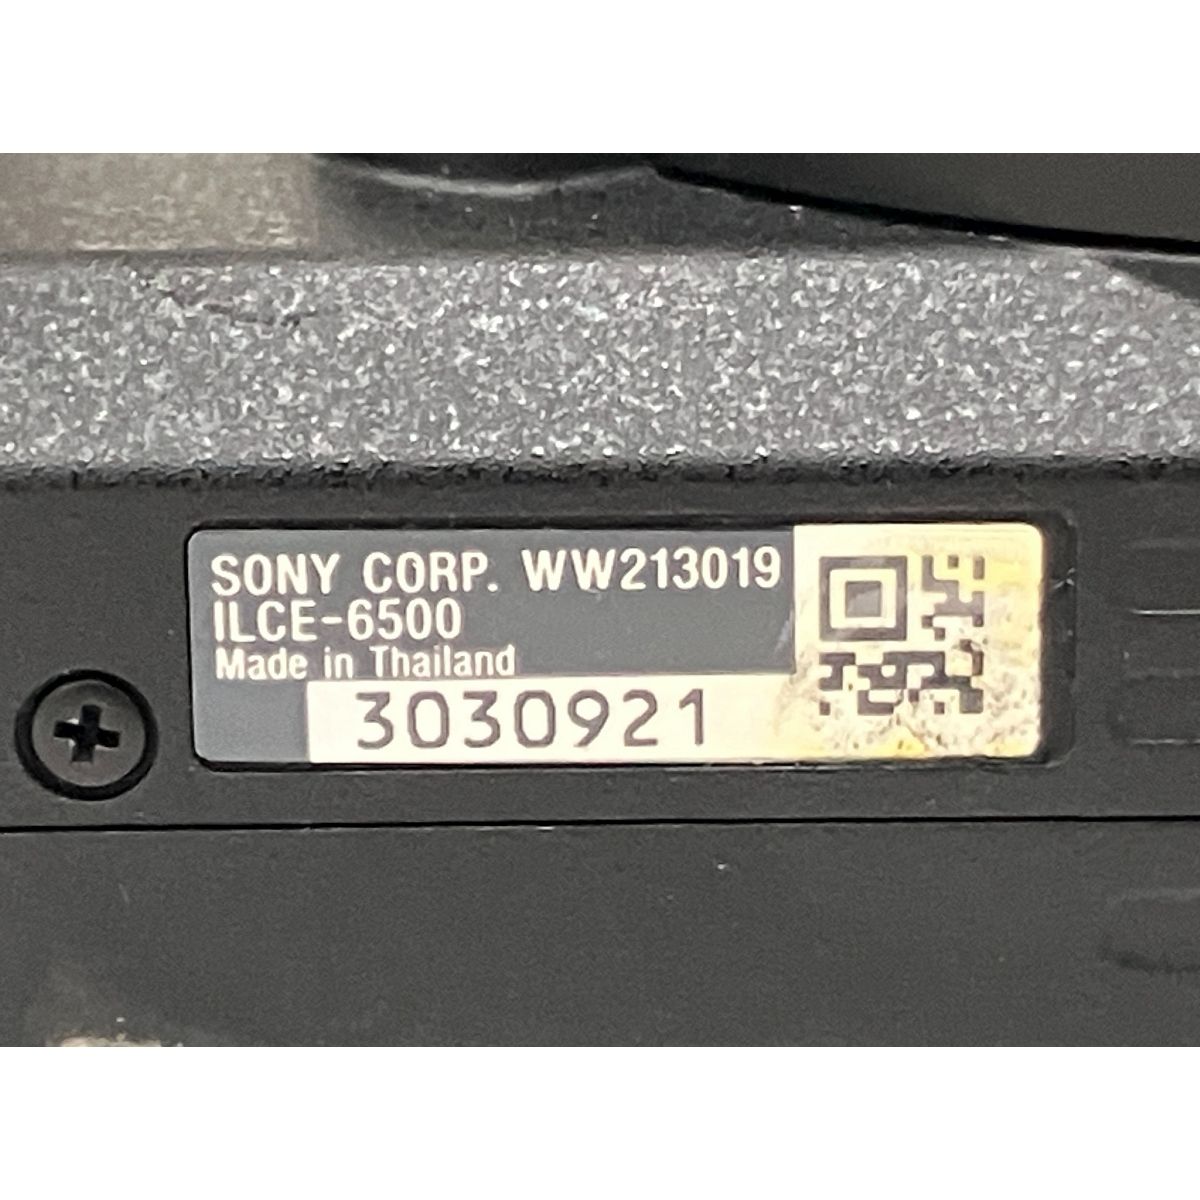 SONY CORP. WW213019
ILCE-6500
Made in Thailand
3030921